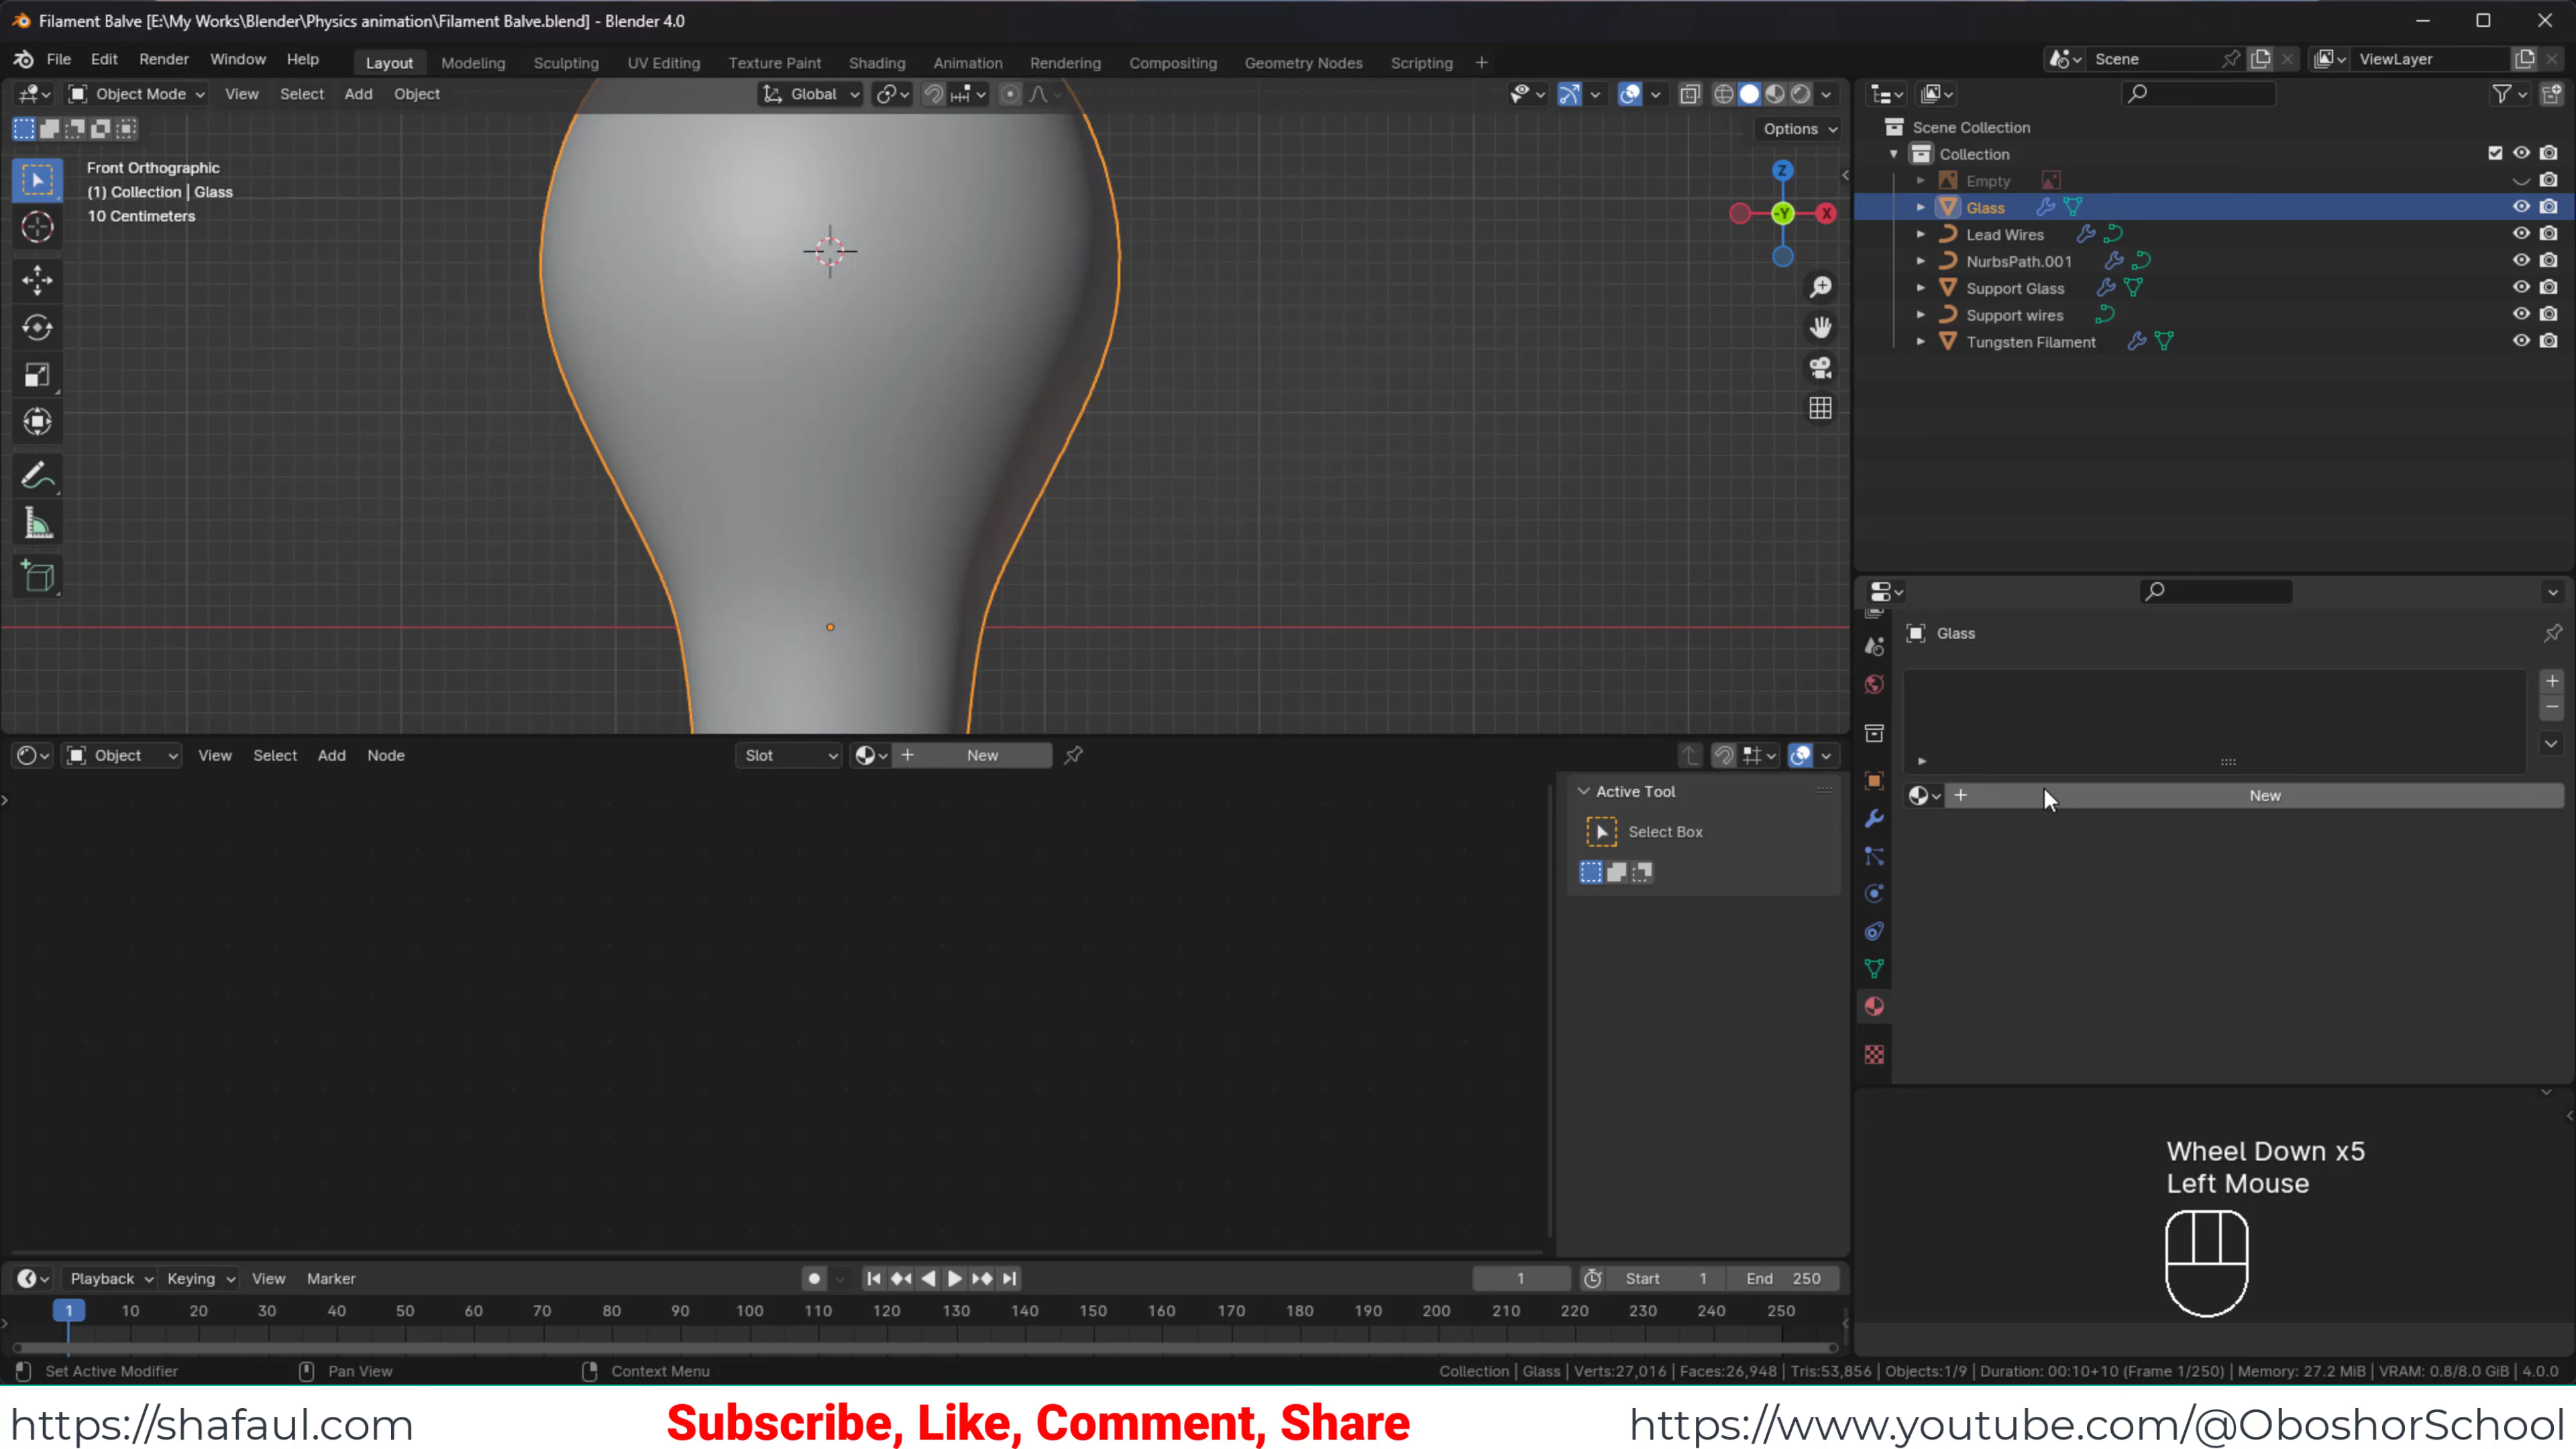 Filament Balve [E:\My Works\Blender\Physics animation\Filament Balve.blend] - Blender 4.0
File Edit Render Window Help Layout Modeling Sculpting UV Editing Texture Paint Shading Animation Rendering Compositing Geometry Nodes Scripting + Scene ViewLayer
Object Mode View Select Add Object Global
Options
Front Orthographic
(1) Collection | Glass
10 Centimeters
Z
-Y
X
Scene Collection
Collection
Empty
Glass
Lead Wires
NurbsPath.001
Support Glass
Support wires
Tungsten Filament
Glass
+ New
Object View Select Add Node Slot + New
Active Tool
Select Box
Wheel Down x5
Left Mouse
Playback Keying View Marker 1 Start 1 End 250
1 10 20 30 40 50 60 70 80 90 100 110 120 130 140 150 160 170 180 190 200 210 220 230 240 250
Set Active Modifier Pan View Context Menu Collection | Glass | Verts:27,016 | Faces:26,948 | Tris:53,856 | Objects:1/9 | Duration: 00:10+10 (Frame 1/250) | Memory: 27.2 MiB | VRAM: 0.8/8.0 GiB | 4.0.0
https://shafaul.com Subscribe, Like, Comment, Share https://www.youtube.com/@OboshorSchool